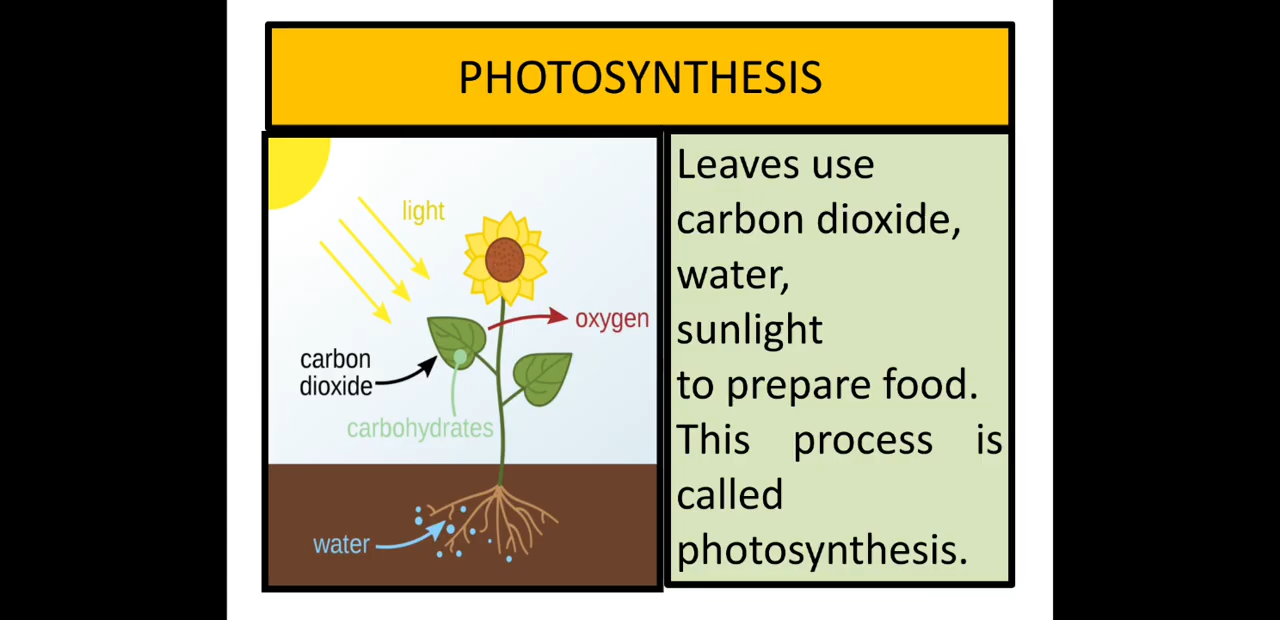 PHOTOSYNTHESIS
light
oxygen
carbon
dioxide
carbohydrates
water
Leaves use
carbon dioxide,
water,
sunlight
to prepare food.
This process is
called
photosynthesis.